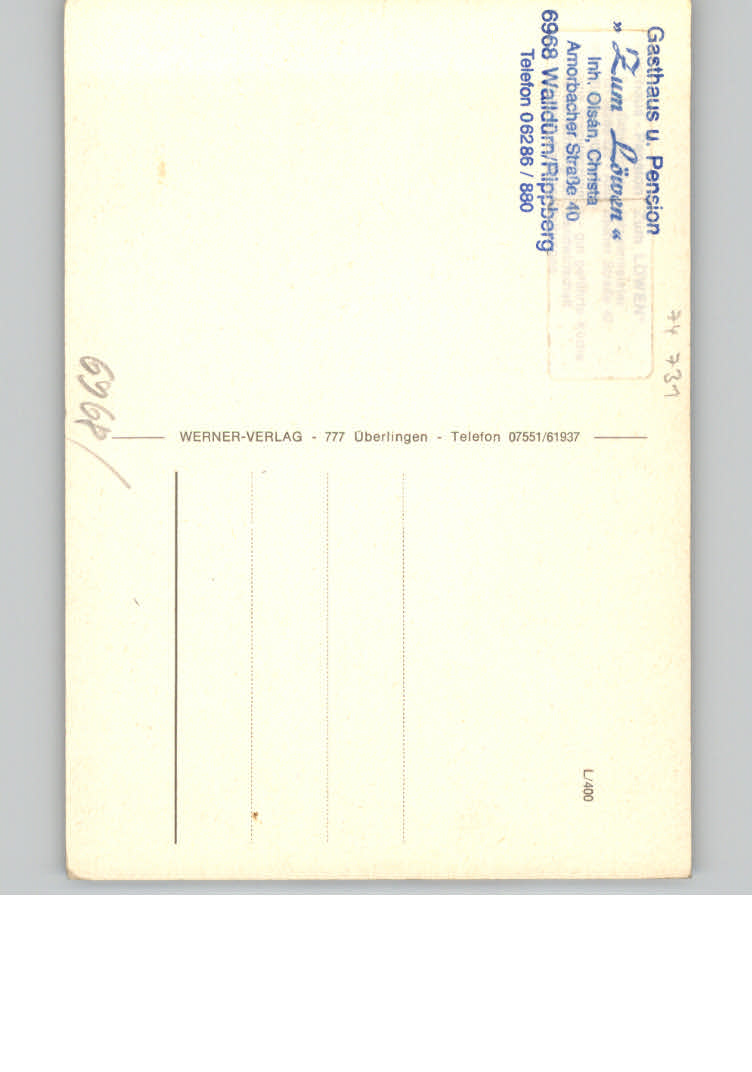 Gasthaus u. Pension
„Zum Löwen“
Inh. Olsán, Christa
Amorbacher Straße 40
6968 Walldürn/Rippberg
Telefon 06286 / 880
74 731
6968/
WERNER-VERLAG - 777 Überlingen - Telefon 07551/61937
L/400